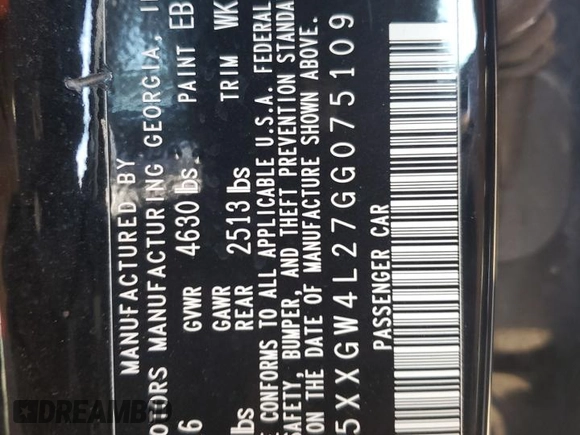 MANUFACTURED BY
MOTORS MANUFACTURING GEORGIA, I
6 GVWR 4630 lbs. PAINT EB
GAWR
lbs REAR 2513 lbs TRIM WK
CONFORMS TO ALL APPLICABLE U.S.A. FEDERAL
SAFETY, BUMPER, AND THEFT PREVENTION STANDA
ON THE DATE OF MANUFACTURE SHOWN ABOVE.
5XXGW4L27GG075109
PASSENGER CAR
DREAMBID